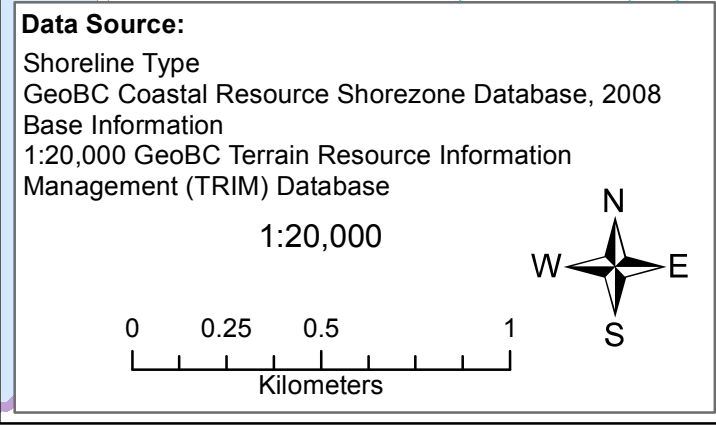 Data Source:
Shoreline Type
GeoBC Coastal Resource Shorezone Database, 2008
Base Information
1:20,000 GeoBC Terrain Resource Information
Management (TRIM) Database
1:20,000
N
W E
S
0 0.25 0.5 1
Kilometers